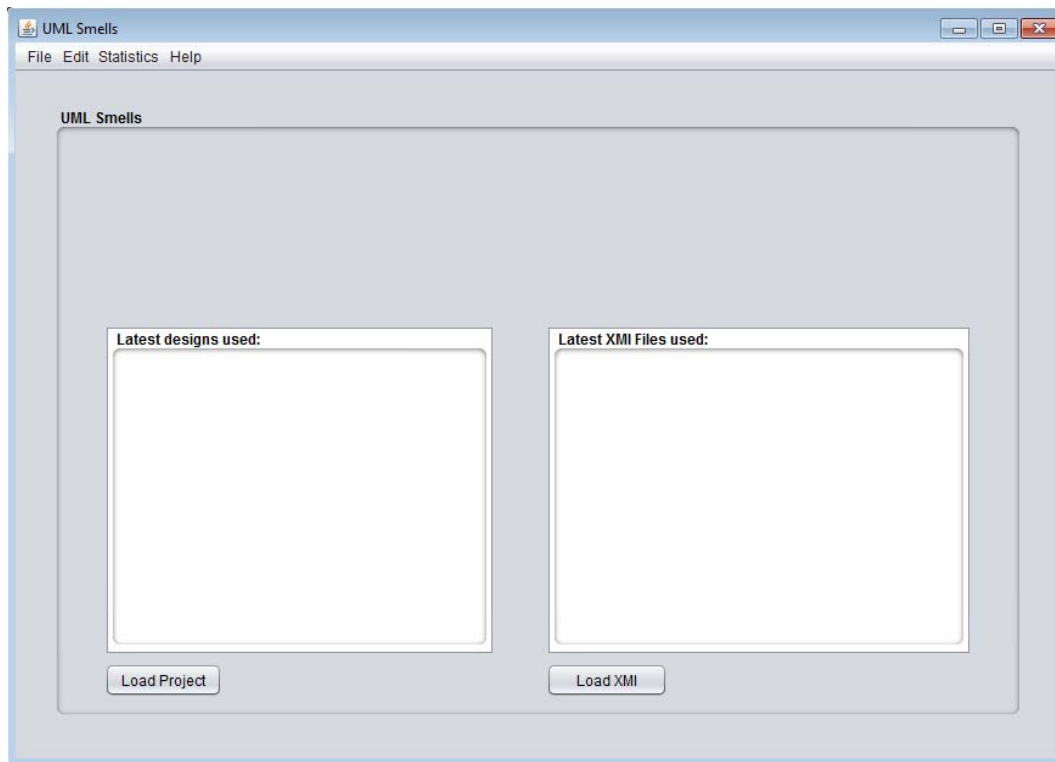 UML Smells
File Edit Statistics Help
UML Smells
Latest designs used:
Latest XMI Files used:
Load Project
Load XMI